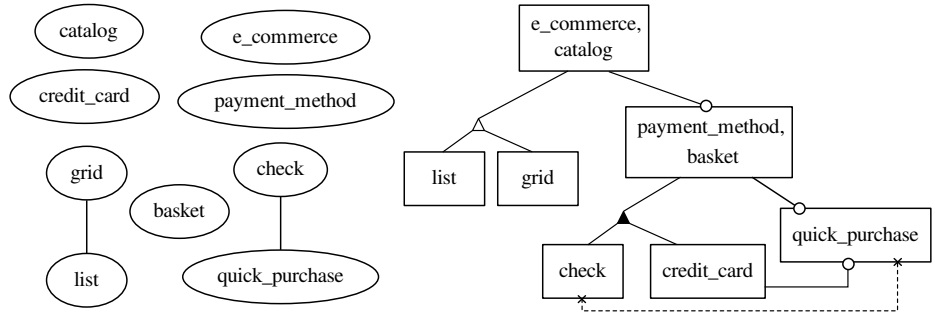 catalog
e_commerce
credit_card
payment_method
grid
check
basket
list
quick_purchase
e_commerce,
catalog
payment_method,
basket
list
grid
quick_purchase
check
credit_card